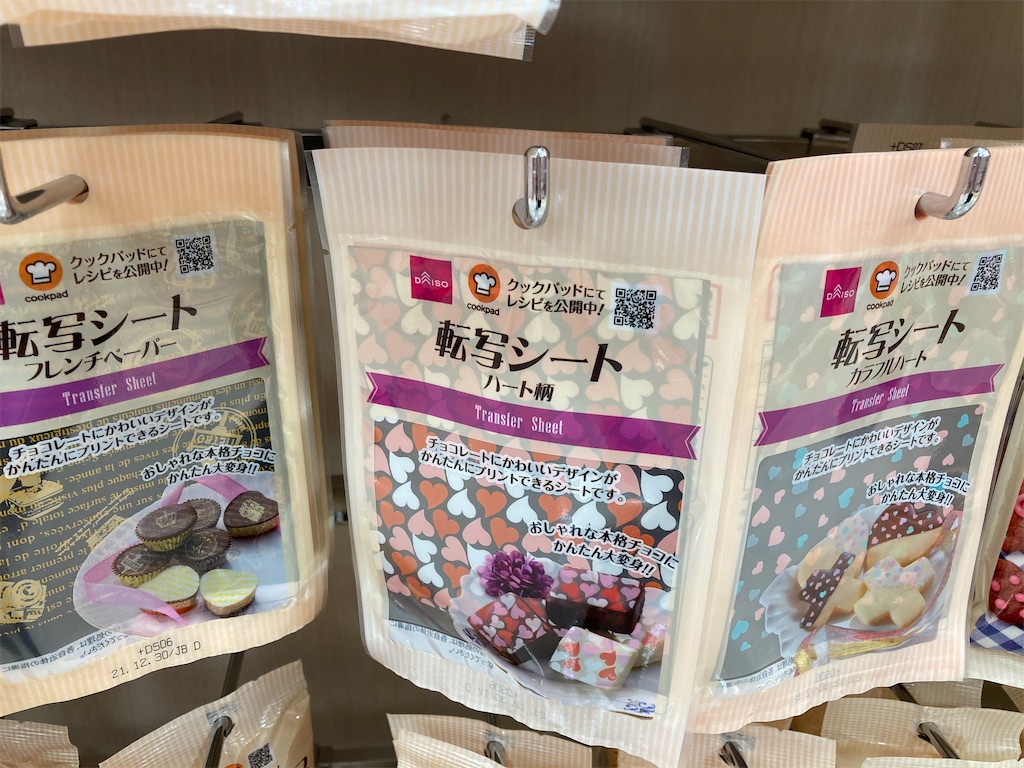 クックパッドにて
レシピを公開中!
cookpad
転写シート
フレンチペーパー
Transfer Sheet
チョコレートにかわいいデザインが
かんたんにプリントできるシートです。
おしゃれな本格チョコに
かんたん大変身!!
+DS06
21.12.30/JB D
DAISO
cookpad
クックパッドにて
レシピを公開中!
転写シート
ハート柄
Transfer Sheet
チョコレートにかわいいデザインが
かんたんにプリントできるシートです。
おしゃれな本格チョコに
かんたん大変身!!
DAISO
cookpad
クックパッドにて
レシピを公開中!
転写シート
カラフルハート
Transfer Sheet
チョコレートにかわいいデザインが
かんたんにプリントできるシートです。
おしゃれな本格チョコに
かんたん大変身!!